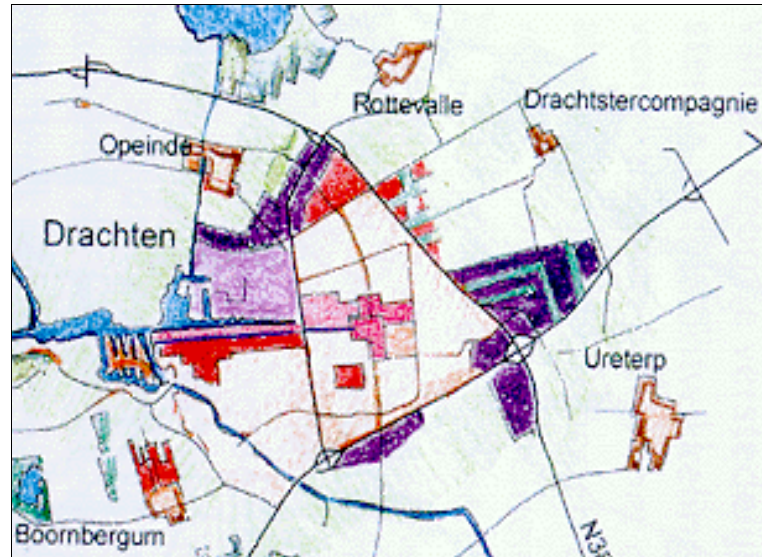 Rottevalle
Drachtstercompagnie
Opeinde
Drachten
Ureterp
Boornbergum